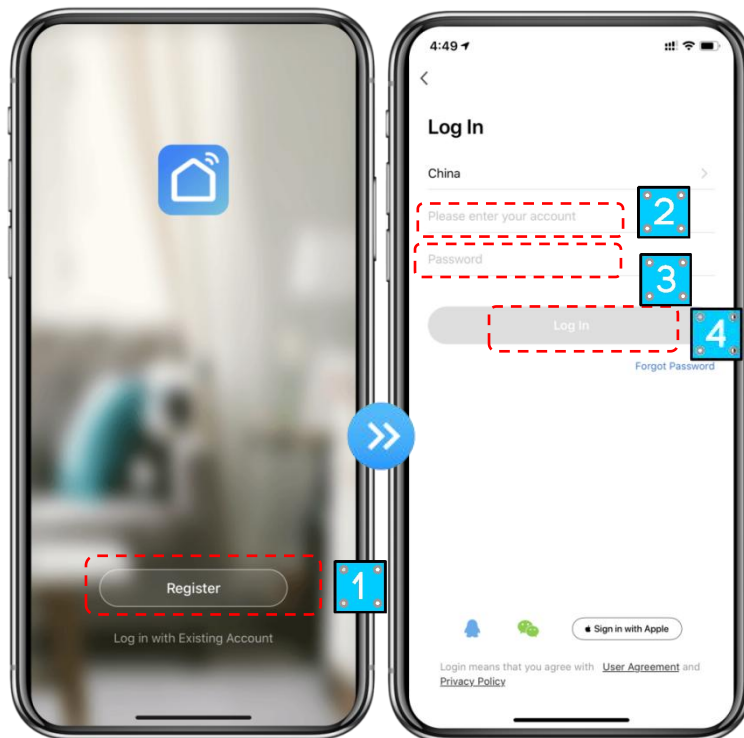 Register
1
Log in with Existing Account
4:49
Log In
China
Please enter your account
2
Password
3
Log In
4
Forgot Password
Sign in with Apple
Login means that you agree with User Agreement and
Privacy Policy